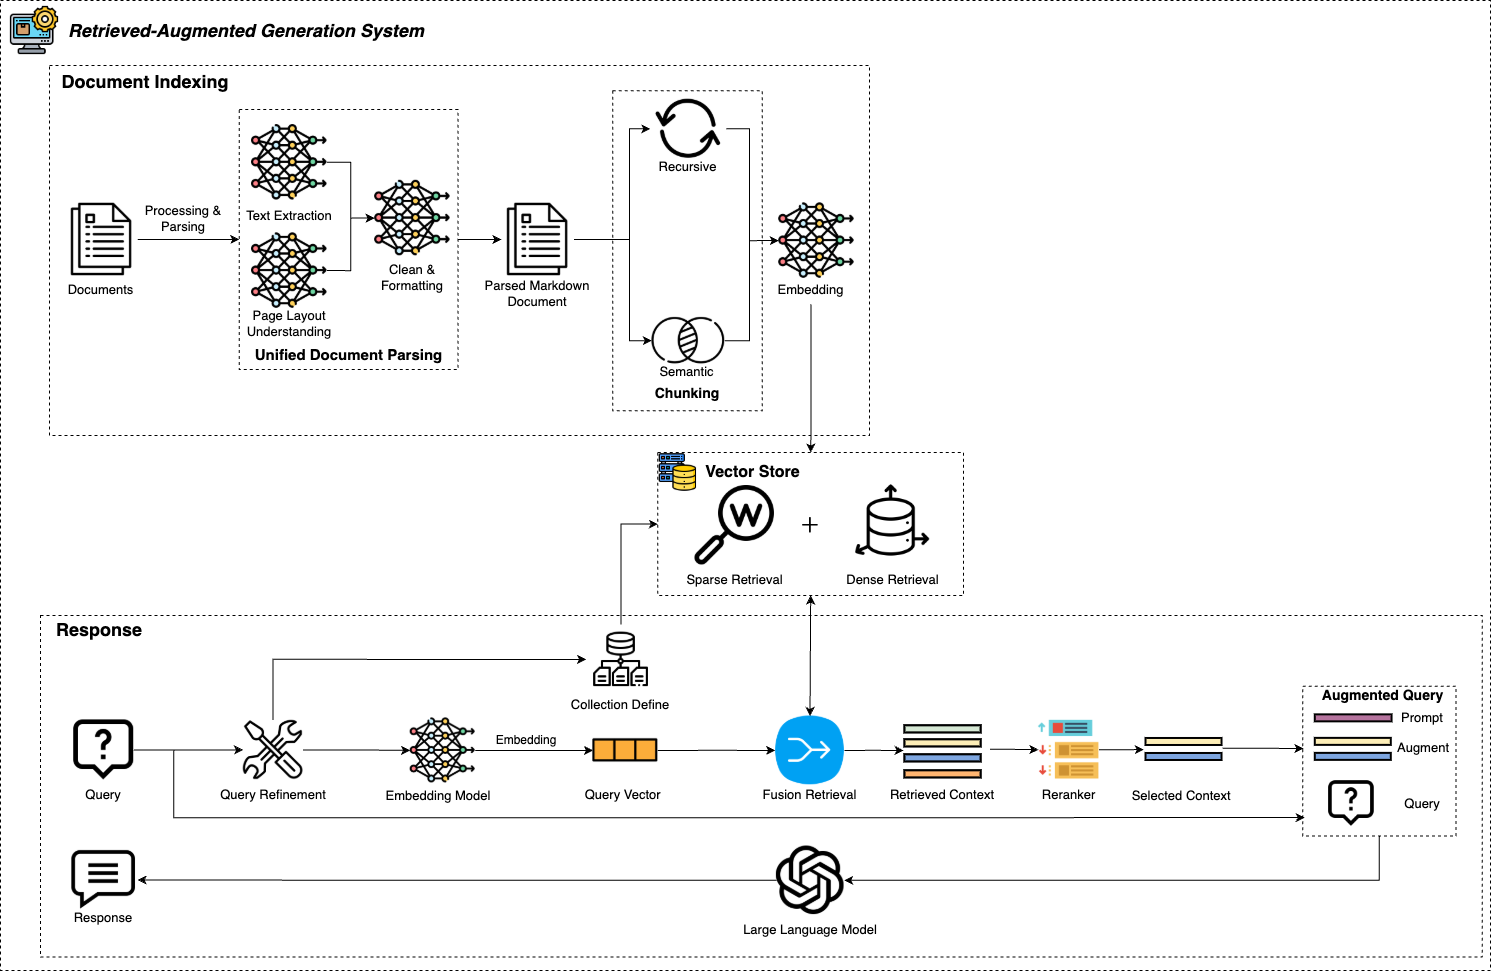 Retrieved-Augmented Generation System
Document Indexing
Processing &
Parsing
Documents
Text Extraction
Page Layout
Understanding
Clean &
Formatting
Unified Document Parsing
Parsed Markdown
Document
Recursive
Semantic
Chunking
Embedding
Vector Store
W
+
Sparse Retrieval
Dense Retrieval
Response
Collection Define
?
Query
Query Refinement
Embedding Model
Embedding
Query Vector
Fusion Retrieval
Retrieved Context
Reranker
Selected Context
Augmented Query
Prompt
Augment
?
Query
Response
Large Language Model